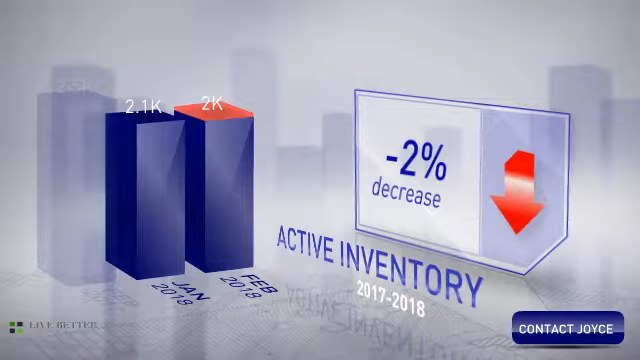 2.1K
2K
JAN
2018
FEB
2018
-2%
decrease
ACTIVE INVENTORY
2017-2018
LIVE BETTER
CONTACT JOYCE